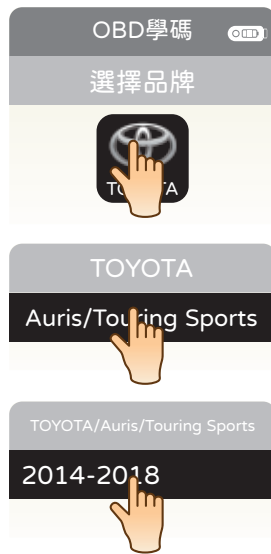 OBD學碼
選擇品牌
TOYOTA
TOYOTA
Auris/Touring Sports
TOYOTA/Auris/Touring Sports
2014-2018